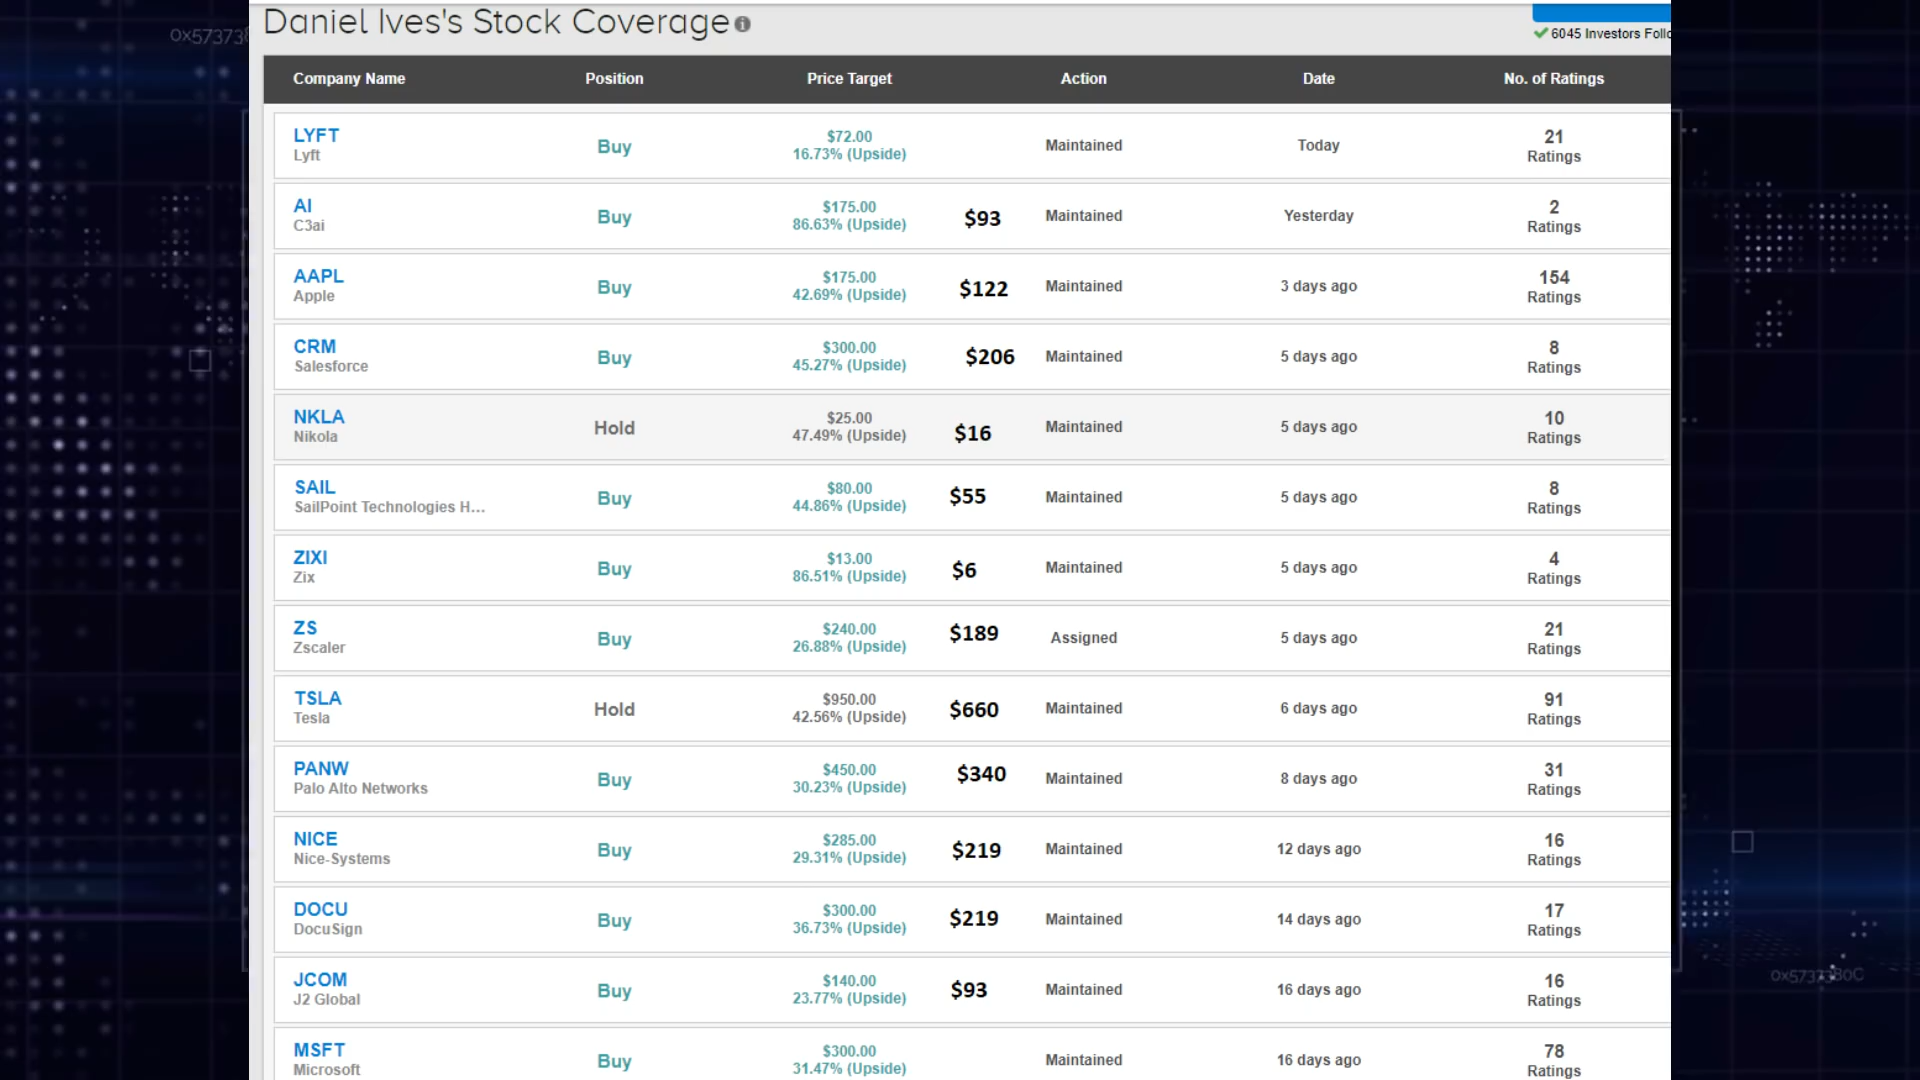 0x57373
Daniel Ives's Stock Coverage
6045 Investors Follo
Company Name Position Price Target Action Date No. of Ratings
LYFT
Lyft
Buy
$72.00
16.73% (Upside)
Maintained
Today
21
Ratings
AI
C3ai
Buy
$175.00
86.63% (Upside)
$93
Maintained
Yesterday
2
Ratings
AAPL
Apple
Buy
$175.00
42.69% (Upside)
$122
Maintained
3 days ago
154
Ratings
CRM
Salesforce
Buy
$300.00
45.27% (Upside)
$206
Maintained
5 days ago
8
Ratings
NKLA
Nikola
Hold
$25.00
47.49% (Upside)
$16
Maintained
5 days ago
10
Ratings
SAIL
SailPoint Technologies H...
Buy
$80.00
44.86% (Upside)
$55
Maintained
5 days ago
8
Ratings
ZIXI
Zix
Buy
$13.00
86.51% (Upside)
$6
Maintained
5 days ago
4
Ratings
ZS
Zscaler
Buy
$240.00
26.88% (Upside)
$189
Assigned
5 days ago
21
Ratings
TSLA
Tesla
Hold
$950.00
42.56% (Upside)
$660
Maintained
6 days ago
91
Ratings
PANW
Palo Alto Networks
Buy
$450.00
30.23% (Upside)
$340
Maintained
8 days ago
31
Ratings
NICE
Nice-Systems
Buy
$285.00
29.31% (Upside)
$219
Maintained
12 days ago
16
Ratings
DOCU
DocuSign
Buy
$300.00
36.73% (Upside)
$219
Maintained
14 days ago
17
Ratings
JCOM
J2 Global
Buy
$140.00
23.77% (Upside)
$93
Maintained
16 days ago
16
Ratings
MSFT
Microsoft
Buy
$300.00
31.47% (Upside)
Maintained
16 days ago
78
Ratings